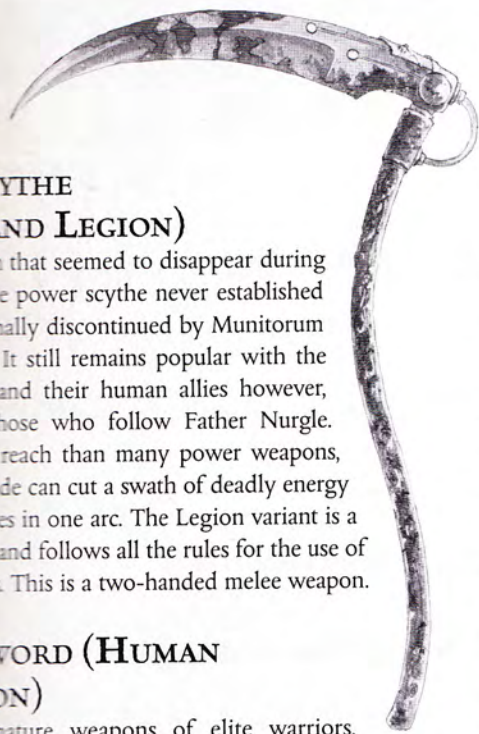 YTHE
ND LEGION)
that seemed to disappear during
e power scythe never established
ally discontinued by Munitorum
It still remains popular with the
and their human allies however,
hose who follow Father Nurgle.
reach than many power weapons,
de can cut a swath of deadly energy
es in one arc. The Legion variant is a
and follows all the rules for the use of
. This is a two-handed melee weapon.
WORD (HUMAN
ON)
ature weapons of elite warriors,